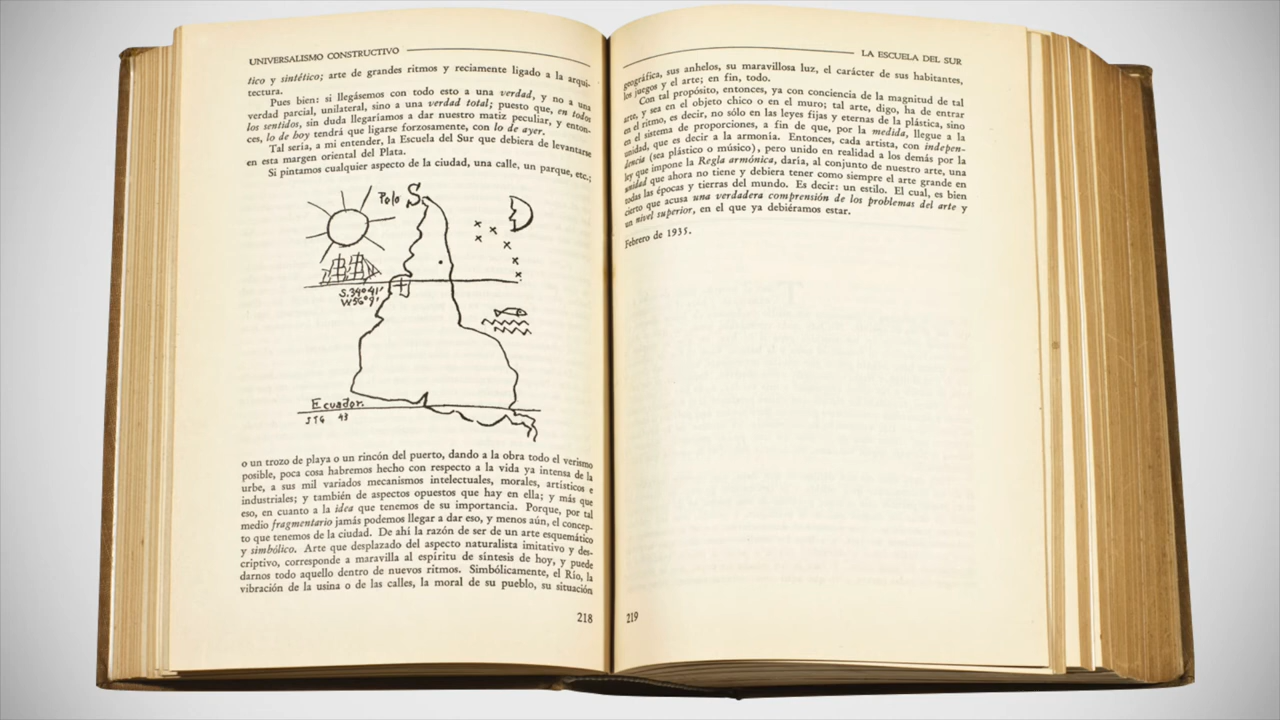 UNIVERSALISMO CONSTRUCTIVO
tico y sintético; arte de grandes ritmos y reciamente ligado a la arqui-
tectura.
Pues bien: si llegásemos con todo esto a una verdad, y no a una
verdad parcial, unilateral, sino a una verdad total; puesto que, en todos
los sentidos, sin duda llegaríamos a dar nuestro matiz peculiar, y enton-
ces, lo de hoy tendrá que ligarse forzosamente, con lo de ayer.
Tal sería, a mi entender, la Escuela del Sur que debiera de levantarse
en esta margen oriental del Plata.
Si pintamos cualquier aspecto de la ciudad, una calle, un parque, etc.;
Polo S.
S.34º41'
W56º9'
Ecuador.
JTG 43
o un trozo de playa o un rincón del puerto, dando a la obra todo el verismo
posible, poca cosa habremos hecho con respecto a la vida ya intensa de la
urbe, a sus mil variados mecanismos intelectuales, morales, artísticos e
industriales; y también de aspectos opuestos que hay en ella; y más que
eso, en cuanto a la idea que tenemos de su importancia. Porque, por tal
medio fragmentario jamás podemos llegar a dar eso, y menos aún, el concep-
to que tenemos de la ciudad. De ahí la razón de ser de un arte esquemático
y simbólico. Arte que desplazado del aspecto naturalista imitativo y des-
criptivo, corresponde a maravilla al espíritu de síntesis de hoy, y puede
darnos todo aquello dentro de nuevos ritmos. Simbólicamente, el Río, la
vibración de la usina o de las calles, la moral de su pueblo, su situación
218
LA ESCUELA DEL SUR
geográfica, sus anhelos, su maravillosa luz, el carácter de sus habitantes,
los juegos y el arte; en fin, todo.
Con tal propósito, entonces, ya con conciencia de la magnitud de tal
arte, y sea en el objeto chico o en el muro; tal arte, digo, ha de entrar
en el ritmo, es decir, no sólo en las leyes fijas y eternas de la plástica, sino
en el sistema de proporciones, a fin de que, por la medida, llegue a la
unidad, que es decir a la armonía. Entonces, cada artista, con indepen-
dencia (sea plástico o músico), pero unido en realidad a los demás por la
ley que impone la Regla armónica, daría, al conjunto de nuestro arte, una
unidad que ahora no tiene y debiera tener como siempre el arte grande en
todas las épocas y tierras del mundo. Es decir: un estilo. El cual, es bien
cierto que acusa una verdadera comprensión de los problemas del arte y
un nivel superior, en el que ya debiéramos estar.
Febrero de 1935.
219